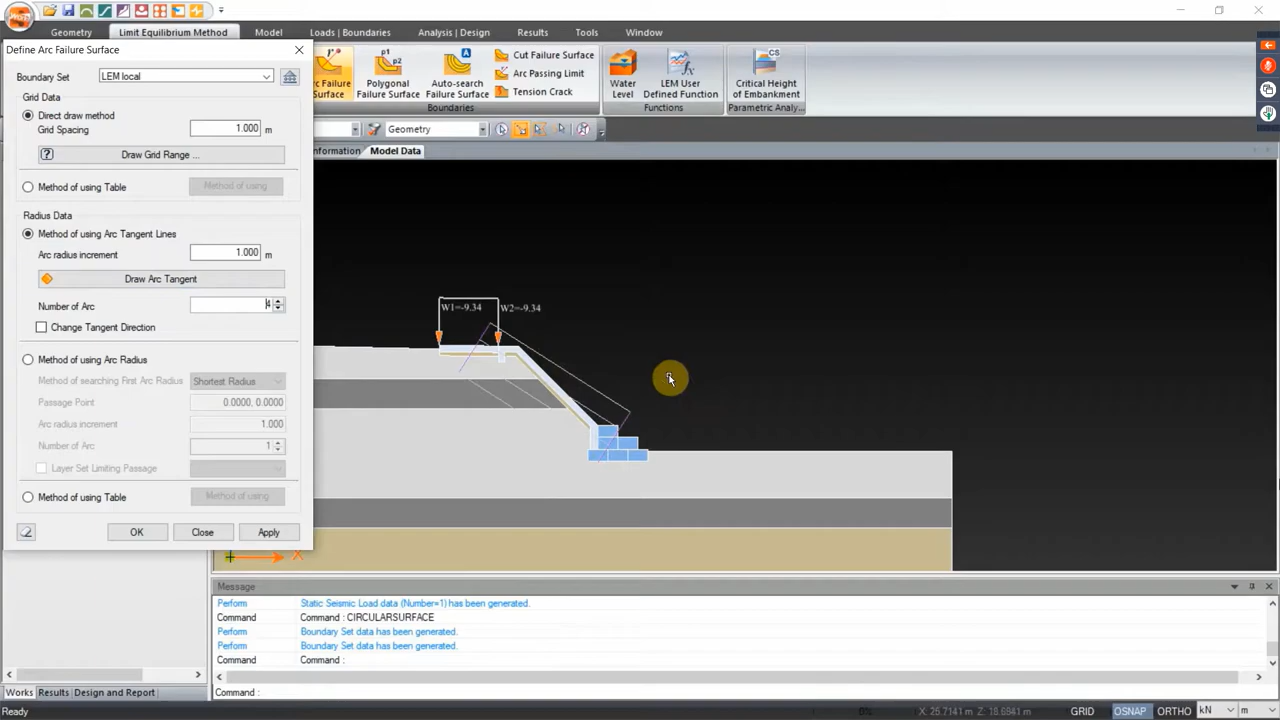 Geometry
Limit Equilibrium Method
Model
Loads | Boundaries
Analysis | Design
Results
Tools
Window
Define Arc Failure Surface
Boundary Set
LEM local
Grid Data
Direct draw method
Grid Spacing
1.000
m
Draw Grid Range ...
Method of using Table
Method of using
Radius Data
Method of using Arc Tangent Lines
Arc radius increment
1.000
m
Draw Arc Tangent
Number of Arc
4
Change Tangent Direction
Method of using Arc Radius
Method of searching First Arc Radius
Shortest Radius
Passage Point
0.0000, 0.0000
Arc radius increment
1.000
Number of Arc
1
Layer Set Limiting Passage
Method of using Table
Method of using
OK
Close
Apply
Arc Failure
Surface
p1
p2
Polygonal
Failure Surface
A
Auto-search
Failure Surface
Cut Failure Surface
Arc Passing Limit
Tension Crack
Boundaries
Water
Level
LEM User
Defined Function
Functions
CS
Critical Height
of Embankment
Parametric Analy...
Geometry
Model Data
W1=-9.34
W2=-9.34
X
Message
Perform Static Seismic Load data (Number=1) has been generated.
Command Command : CIRCULARSURFACE
Perform Boundary Set data has been generated.
Perform Boundary Set data has been generated.
Command Command :
Command :
Works
Results
Design and Report
Ready
X: 25.7141 m Z: 18.6841 m
GRID
OSNAP
ORTHO
kN
m